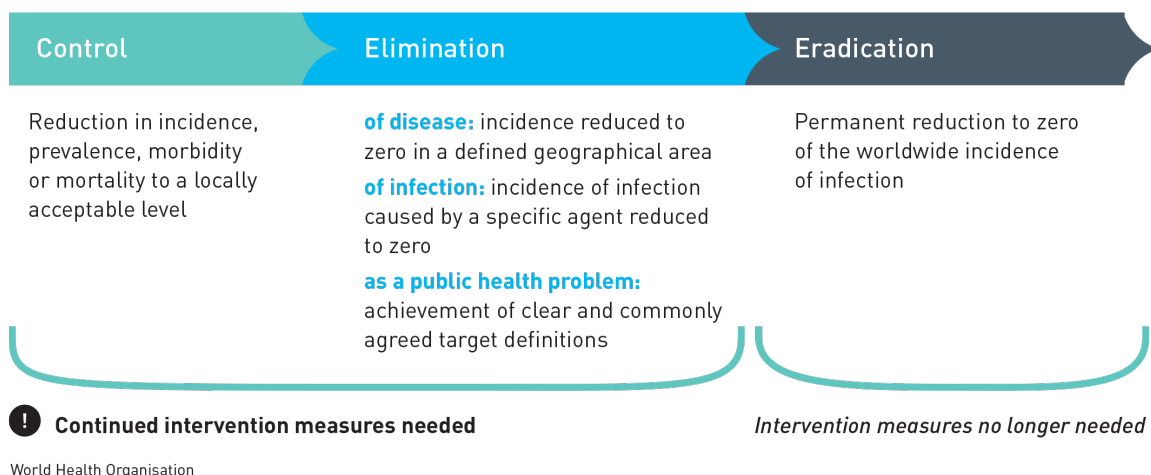 Control
Elimination
Eradication
Reduction in incidence,
prevalence, morbidity
or mortality to a locally
acceptable level
of disease: incidence reduced to
zero in a defined geographical area
of infection: incidence of infection
caused by a specific agent reduced
to zero
as a public health problem:
achievement of clear and commonly
agreed target definitions
Permanent reduction to zero
of the worldwide incidence
of infection
! Continued intervention measures needed
Intervention measures no longer needed
World Health Organisation